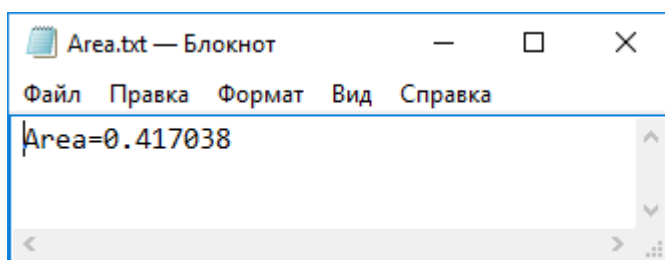 Area.txt — Блокнот
Файл Правка Формат Вид Справка
Area=0.417038